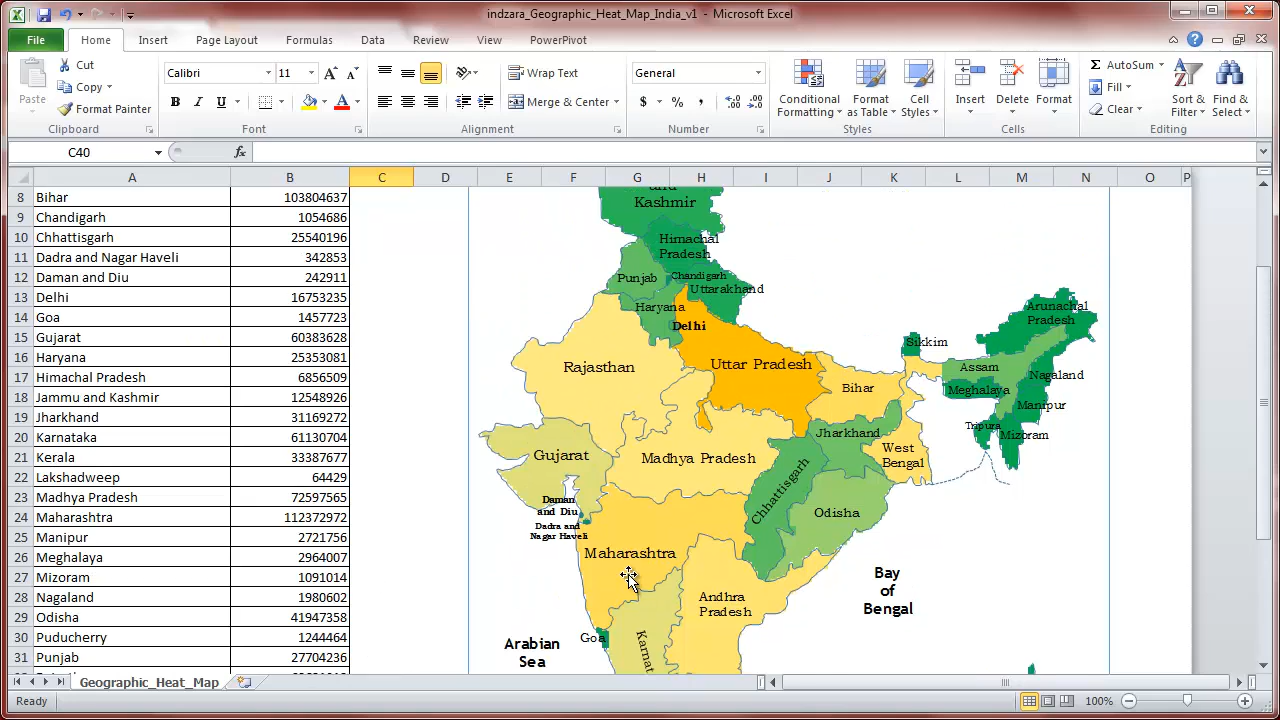 indzara_Geographic_Heat_Map_India_v1 - Microsoft Excel
File Home Insert Page Layout Formulas Data Review View PowerPivot
Paste
Cut
Copy
Format Painter
Clipboard
Calibri 11
B I U
Font
Wrap Text
Merge & Center
Alignment
General
$ % ,
Number
Conditional Formatting
Format as Table
Cell Styles
Styles
Insert
Delete
Format
Cells
AutoSum
Fill
Clear
Sort & Filter
Find & Select
Editing
C40 fx
A B C D E F G H I J K L M N O P
8 Bihar 103804637
9 Chandigarh 1054686
10 Chhattisgarh 25540196
11 Dadra and Nagar Haveli 342853
12 Daman and Diu 242911
13 Delhi 16753235
14 Goa 1457723
15 Gujarat 60383628
16 Haryana 25353081
17 Himachal Pradesh 6856509
18 Jammu and Kashmir 12548926
19 Jharkhand 31169272
20 Karnataka 61130704
21 Kerala 33387677
22 Lakshadweep 64429
23 Madhya Pradesh 72597565
24 Maharashtra 112372972
25 Manipur 2721756
26 Meghalaya 2964007
27 Mizoram 1091014
28 Nagaland 1980602
29 Odisha 41947358
30 Puducherry 1244464
31 Punjab 27704236
and
Kashmir
Himachal
Pradesh
Punjab
Chandigarh
Uttarakhand
Haryana
Delhi
Rajasthan
Uttar Pradesh
Bihar
Sikkim
Arunachal
Pradesh
Assam
Nagaland
Meghalaya
Manipur
Tripura
Mizoram
Jharkhand
West
Bengal
Gujarat
Madhya Pradesh
Chhattisgarh
Odisha
Daman
and Diu
Dadra and
Nagar Haveli
Maharashtra
Andhra
Pradesh
Bay
of
Bengal
Goa
Karnat
Arabian
Sea
Geographic_Heat_Map
Ready 100%